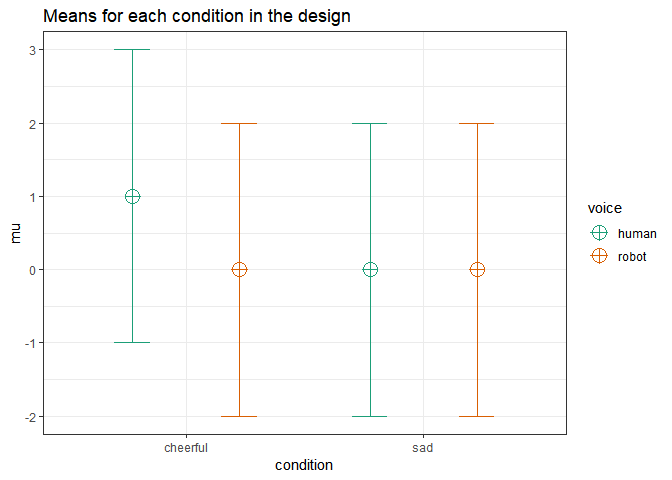 Means for each condition in the design
3
2
1
0
-1
-2
mu
cheerful
sad
condition
voice
human
robot